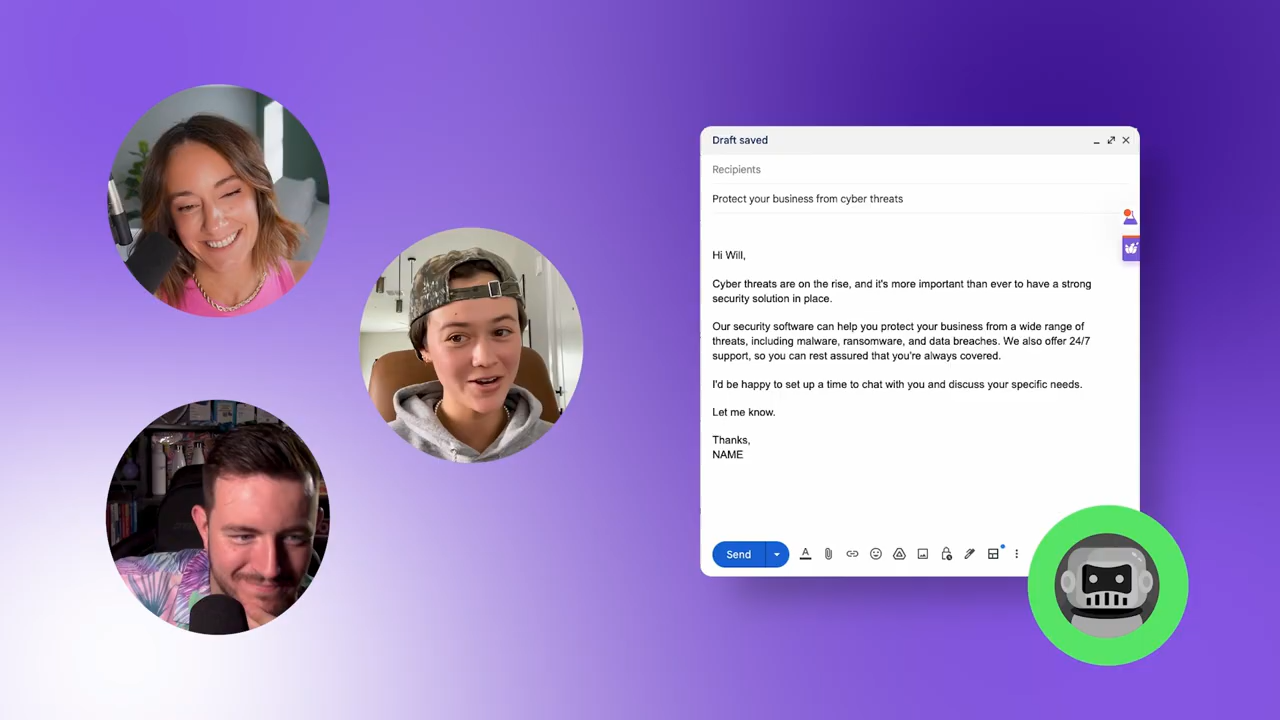 Draft saved
Recipients
Protect your business from cyber threats
Hi Will,
Cyber threats are on the rise, and it's more important than ever to have a strong
security solution in place.
Our security software can help you protect your business from a wide range of
threats, including malware, ransomware, and data breaches. We also offer 24/7
support, so you can rest assured that you're always covered.
I'd be happy to set up a time to chat with you and discuss your specific needs.
Let me know.
Thanks,
NAME
Send